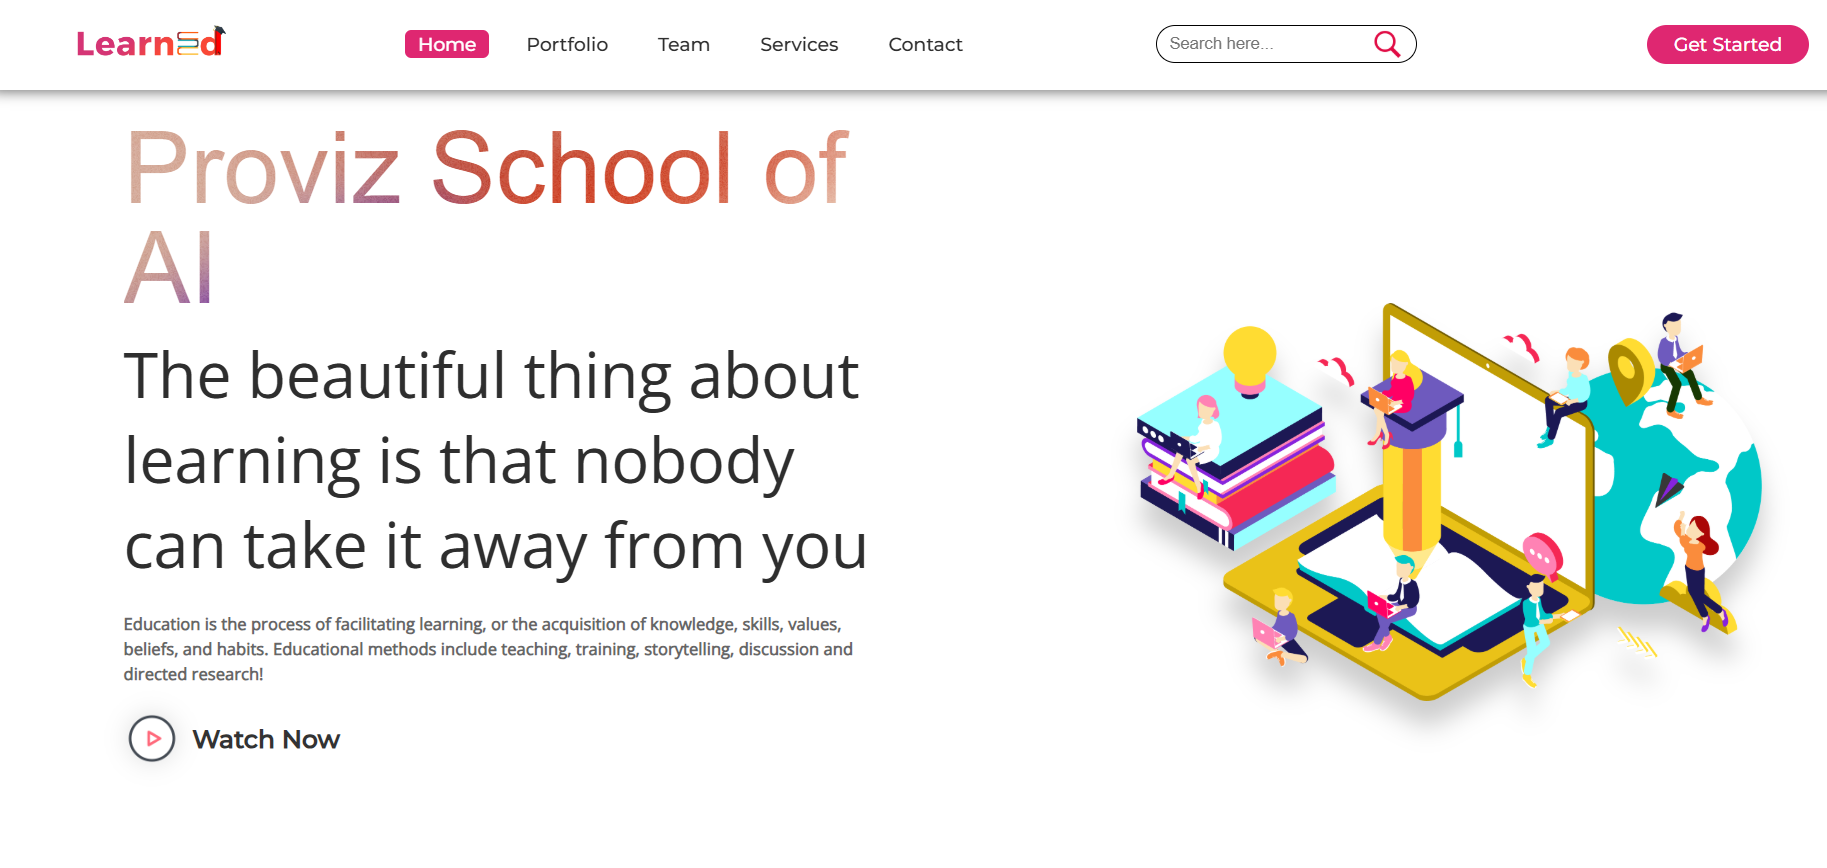 LearnEd
Home
Portfolio
Team
Services
Contact
Search here...
Get Started
Proviz School of
AI
The beautiful thing about
learning is that nobody
can take it away from you
Education is the process of facilitating learning, or the acquisition of knowledge, skills, values,
beliefs, and habits. Educational methods include teaching, training, storytelling, discussion and
directed research!
Watch Now